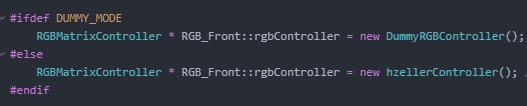 #ifdef DUMMY_MODE
RGBMatrixController * RGB_Front::rgbController = new DummyRGBController();
#else
RGBMatrixController * RGB_Front::rgbController = new hzellerController();
#endif